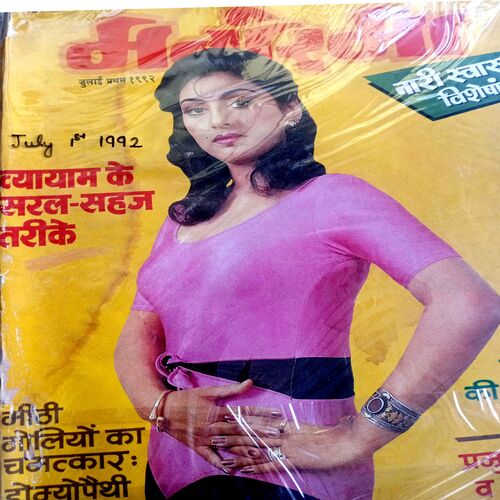 जुलाई प्रथम १९९२
नारी स्वास
विशेषां
July 1st 1992
व्यायाम के
सरल-सहज
तरीके
मीठी
गोलियों का
चमत्कार:
होम्योपैथी
की